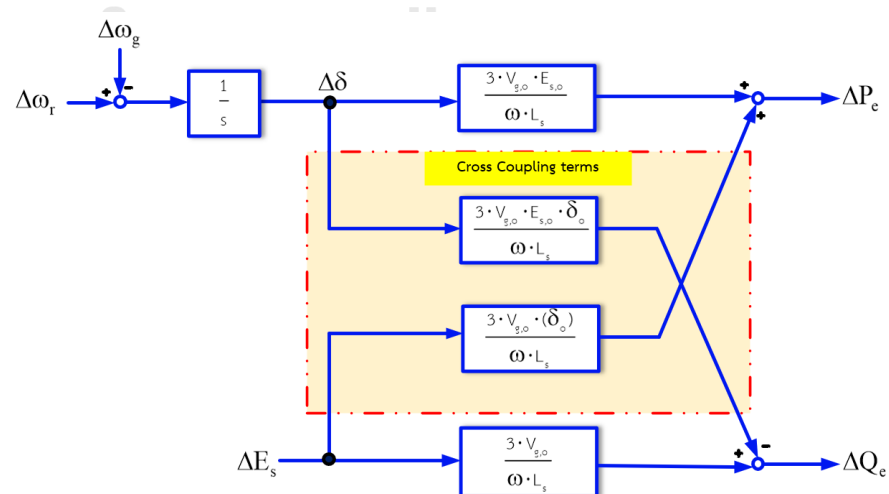 Δω_g
Δω_r
+
-
1
s
Δδ
3·V_g,o·E_s,o
ω·L_s
+
+
ΔP_e
Cross Coupling terms
3·V_g,o·E_s,o·δ_o
ω·L_s
3·V_g,o·(δ_o)
ω·L_s
ΔE_s
3·V_g,o
ω·L_s
+
-
ΔQ_e